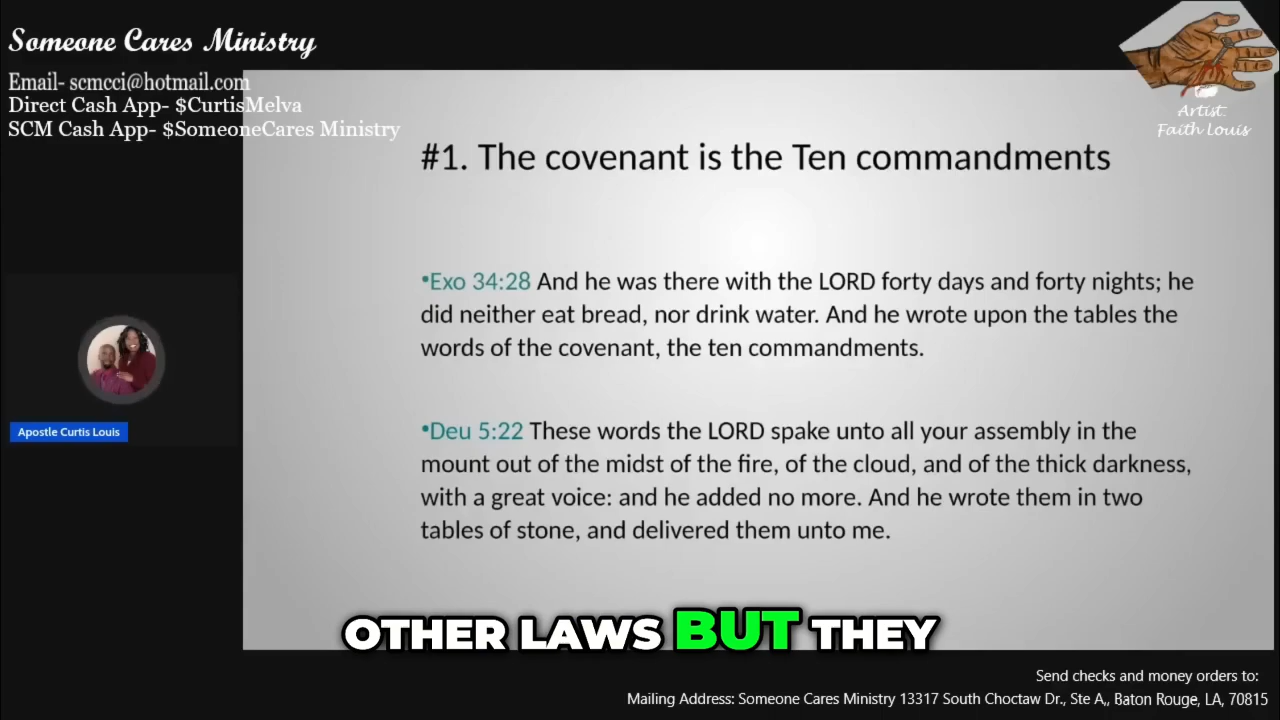 Someone Cares Ministry
Email- scmcci@hotmail.com
Direct Cash App- $CurtisMelva
SCM Cash App- $SomeoneCares Ministry
Artist:
Faith Louis
#1. The covenant is the Ten commandments
•Exo 34:28 And he was there with the LORD forty days and forty nights; he
did neither eat bread, nor drink water. And he wrote upon the tables the
words of the covenant, the ten commandments.
•Deu 5:22 These words the LORD spake unto all your assembly in the
mount out of the midst of the fire, of the cloud, and of the thick darkness,
with a great voice: and he added no more. And he wrote them in two
tables of stone, and delivered them unto me.
Apostle Curtis Louis
OTHER LAWS BUT THEY
Send checks and money orders to:
Mailing Address: Someone Cares Ministry 13317 South Choctaw Dr., Ste A,, Baton Rouge, LA, 70815